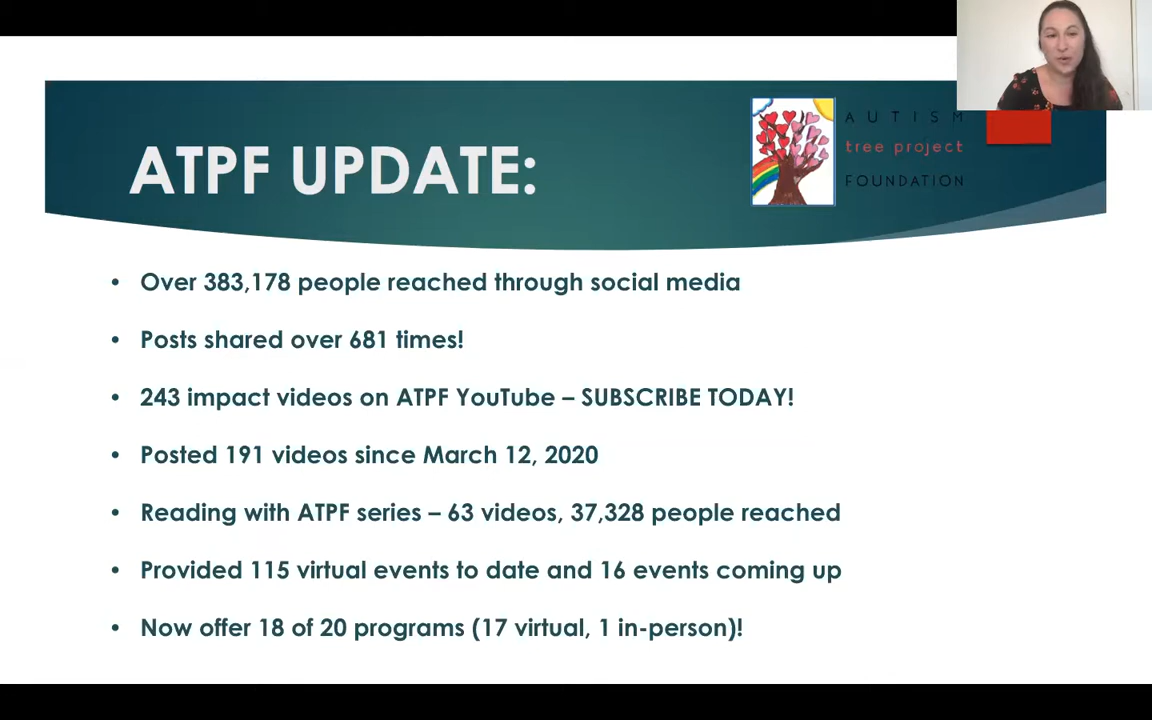 ATPF UPDATE:
AUTISM
tree project
FOUNDATION
• Over 383,178 people reached through social media
• Posts shared over 681 times!
• 243 impact videos on ATPF YouTube – SUBSCRIBE TODAY!
• Posted 191 videos since March 12, 2020
• Reading with ATPF series – 63 videos, 37,328 people reached
• Provided 115 virtual events to date and 16 events coming up
• Now offer 18 of 20 programs (17 virtual, 1 in-person)!